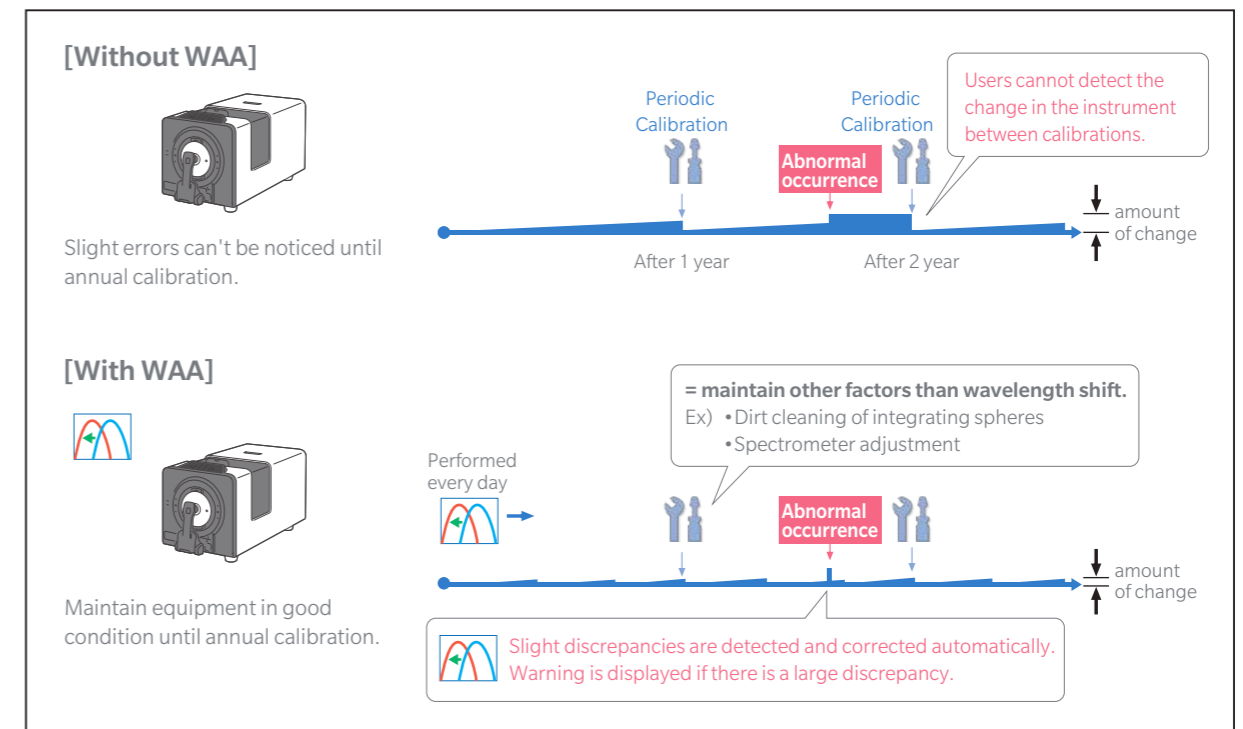 [Without WAA]
Slight errors can't be noticed until
annual calibration.
Periodic
Calibration
Periodic
Calibration
Abnormal
occurrence
Users cannot detect the
change in the instrument
between calibrations.
amount
of change
After 1 year
After 2 year
[With WAA]
Maintain equipment in good
condition until annual calibration.
Performed
every day
= maintain other factors than wavelength shift.
Ex) •Dirt cleaning of integrating spheres
•Spectrometer adjustment
Abnormal
occurrence
amount
of change
Slight discrepancies are detected and corrected automatically.
Warning is displayed if there is a large discrepancy.